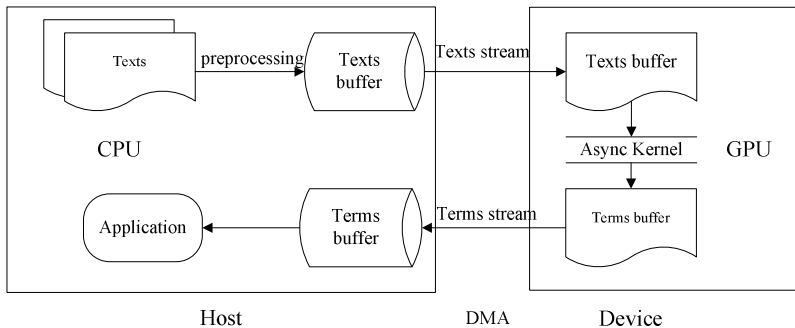 Texts
preprocessing
Texts
buffer
Texts stream
Texts buffer
CPU
Async Kernel
GPU
Application
Terms
buffer
Terms stream
Terms buffer
Host
DMA
Device